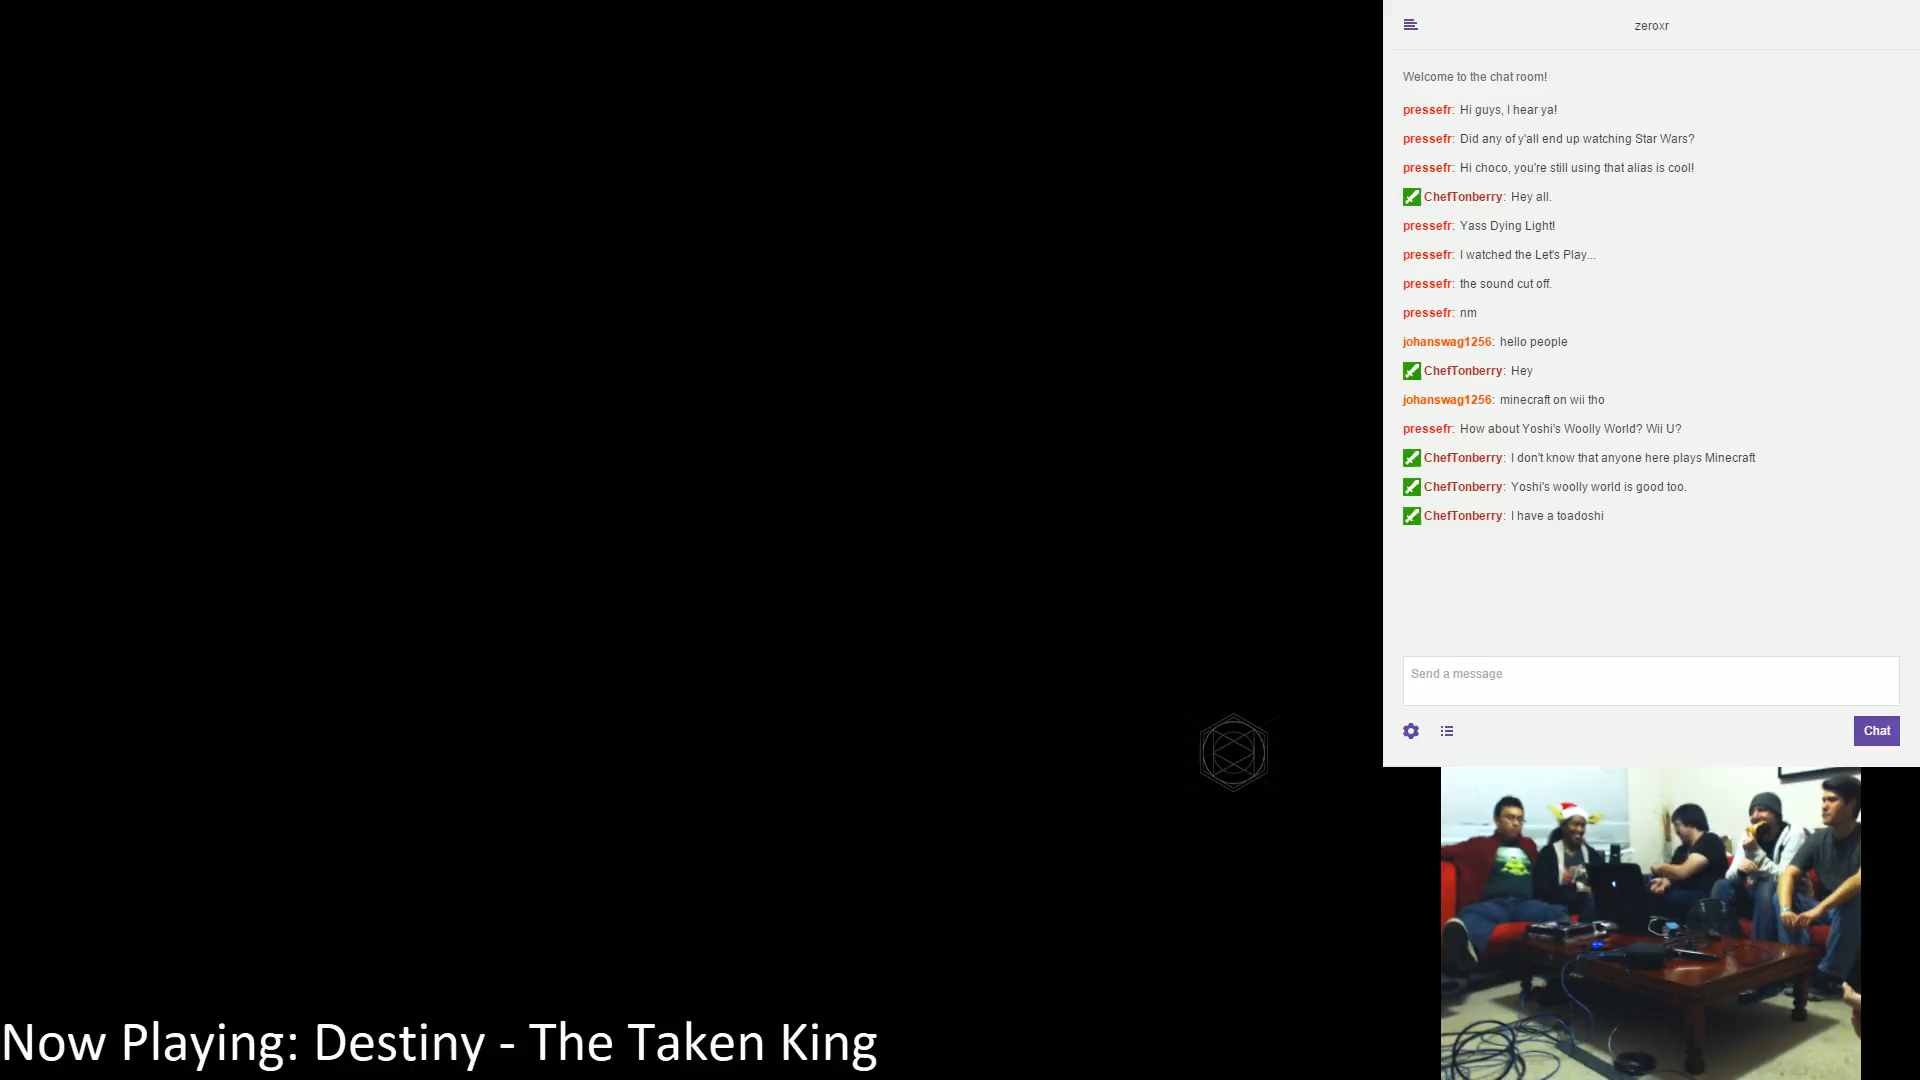 zeroxr
Welcome to the chat room!
pressefr: Hi guys, I hear ya!
pressefr: Did any of y'all end up watching Star Wars?
pressefr: Hi choco, you're still using that alias is cool!
ChefTonberry: Hey all.
pressefr: Yass Dying Light!
pressefr: I watched the Let's Play...
pressefr: the sound cut off.
pressefr: nm
johanswag1256: hello people
ChefTonberry: Hey
johanswag1256: minecraft on wii tho
pressefr: How about Yoshi's Woolly World? Wii U?
ChefTonberry: I don't know that anyone here plays Minecraft
ChefTonberry: Yoshi's woolly world is good too.
ChefTonberry: I have a toadoshi
Send a message
Chat
Now Playing: Destiny - The Taken King